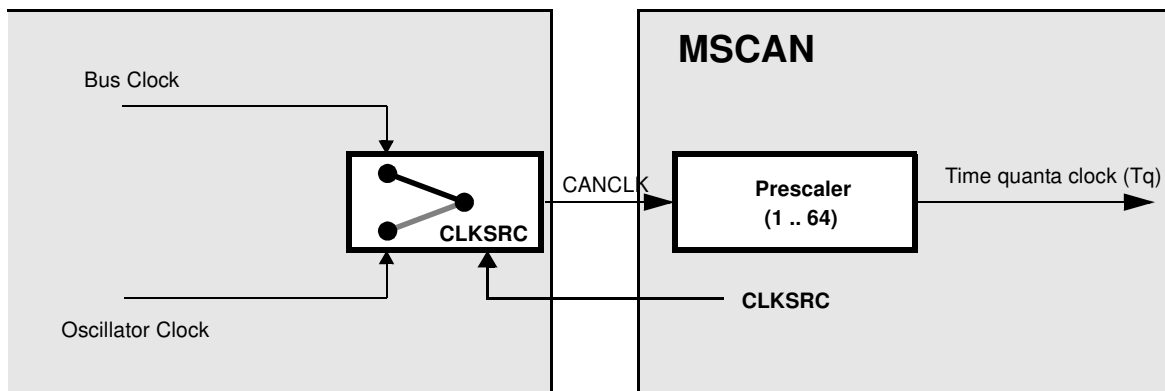 MSCAN
Bus Clock
CANCLK
Prescaler
(1 .. 64)
Time quanta clock (Tq)
CLKSRC
CLKSRC
Oscillator Clock